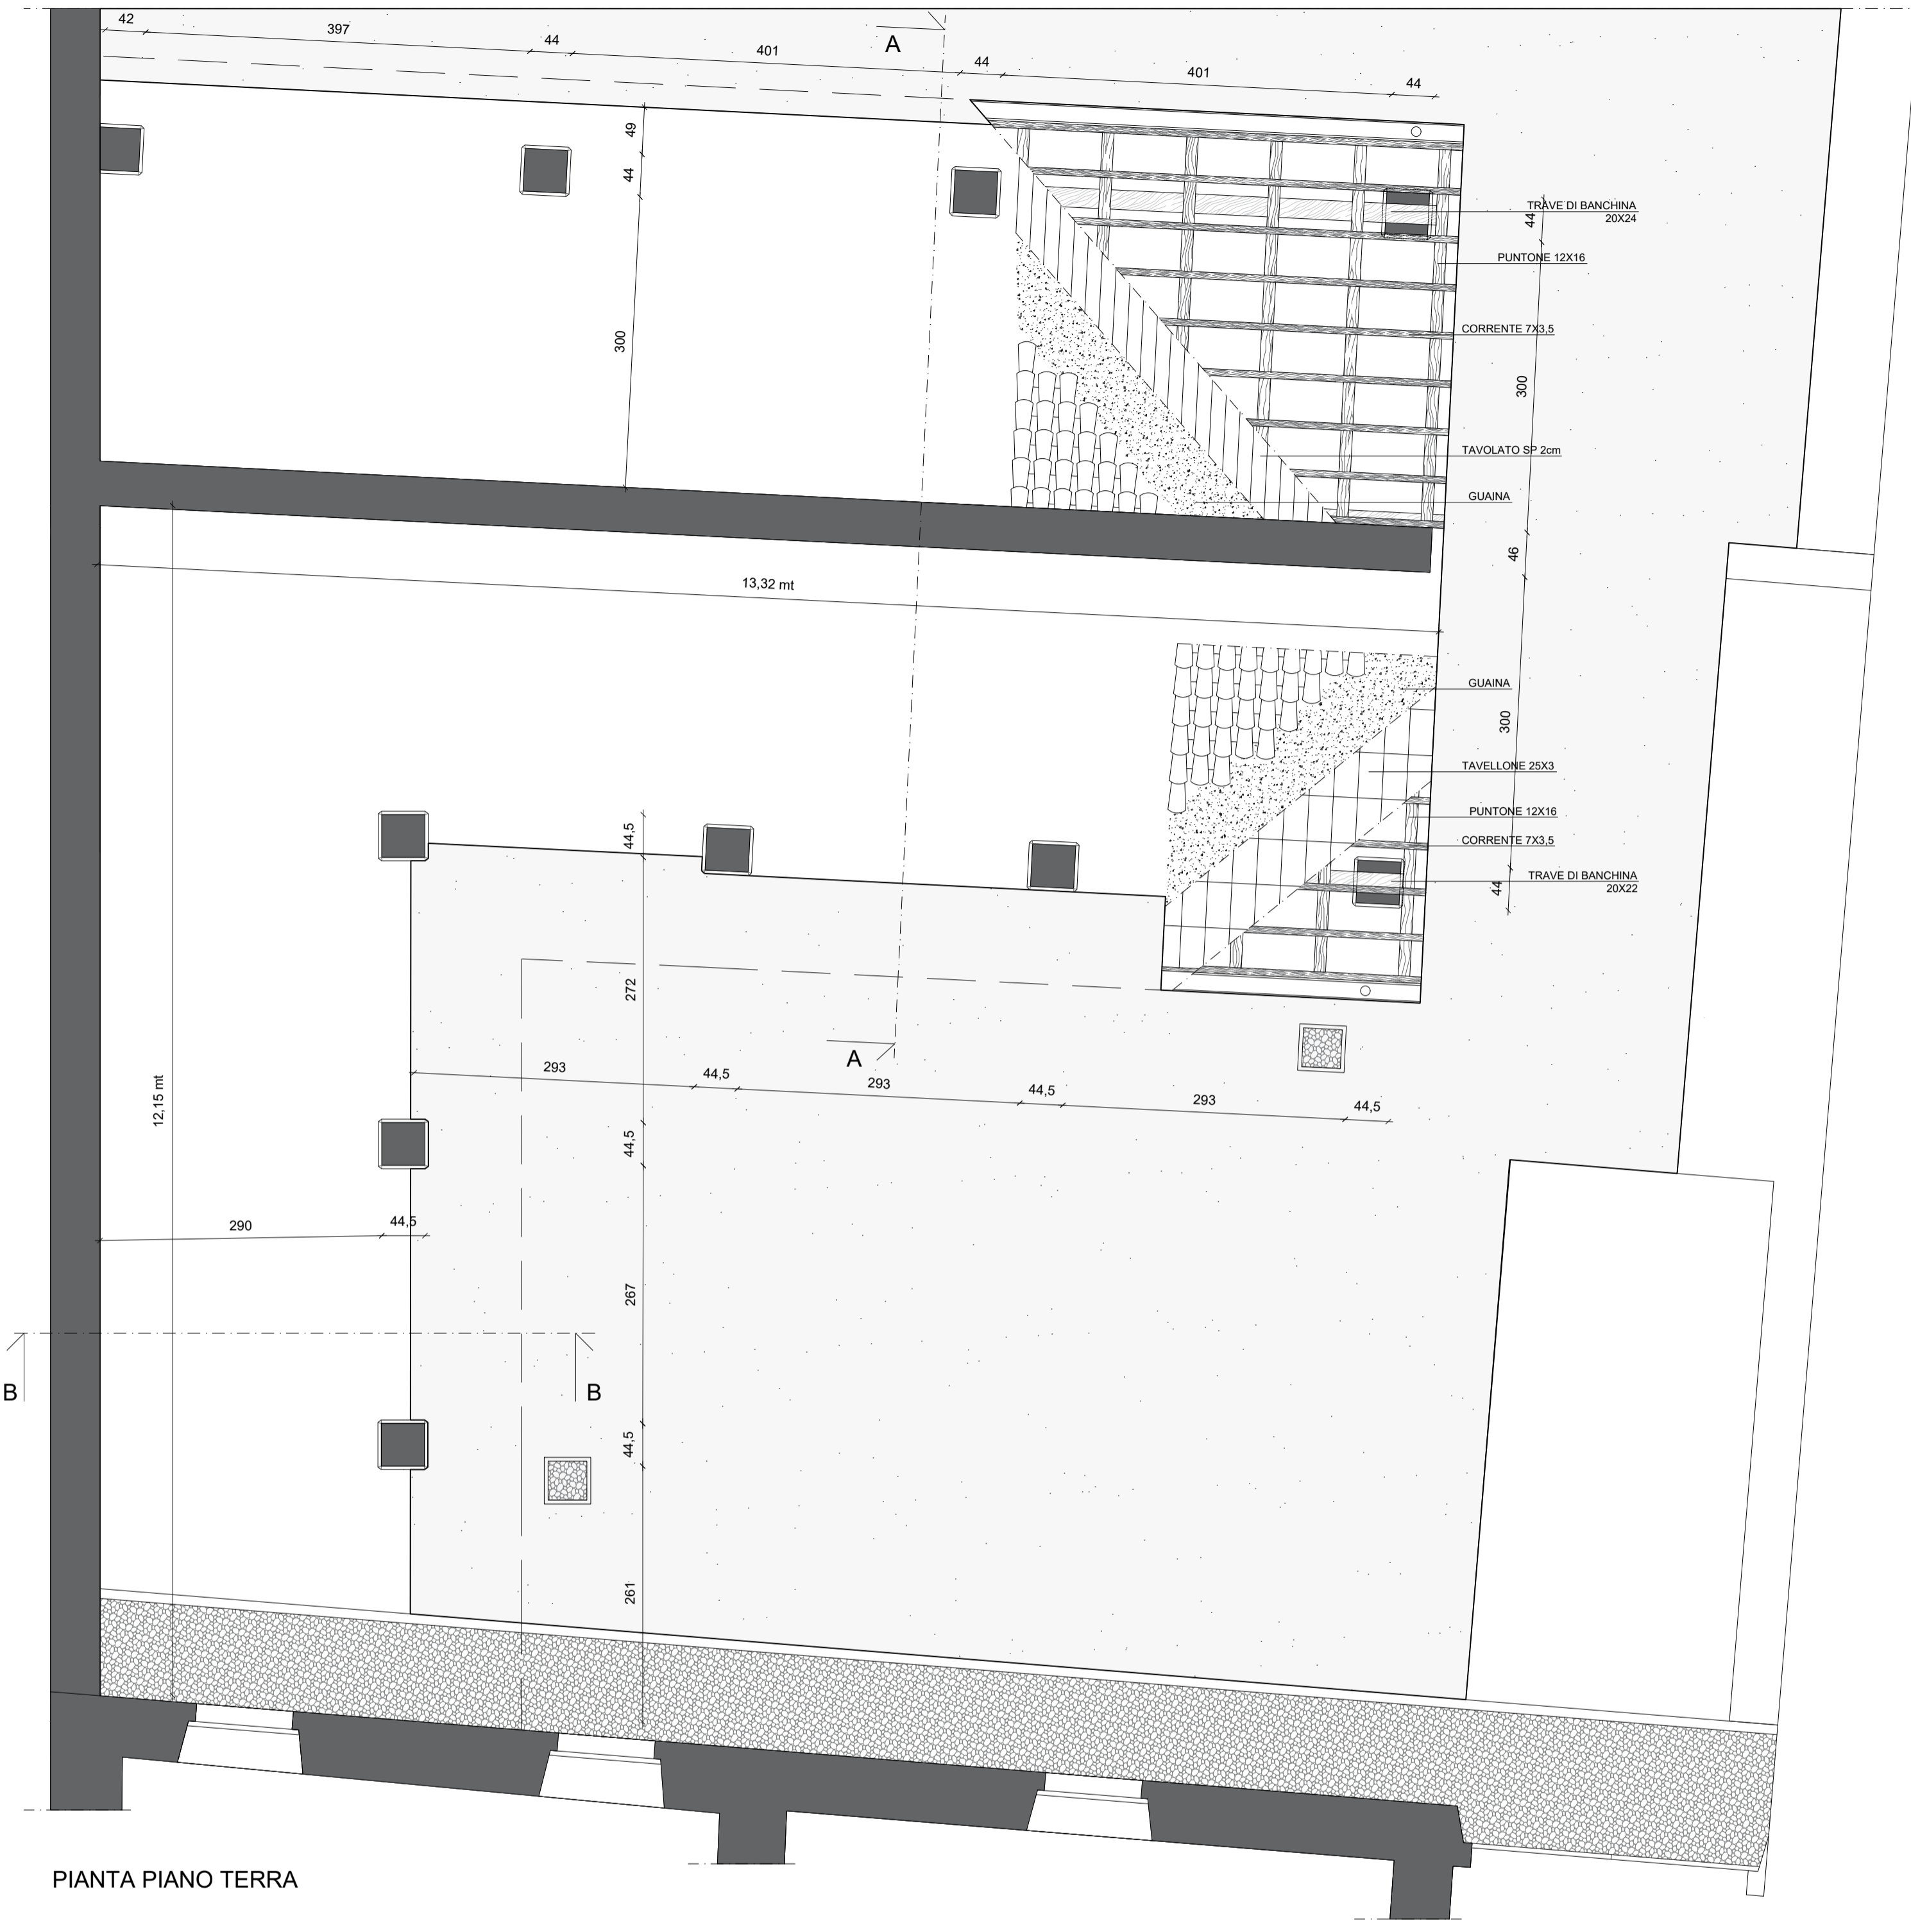 42
397
44
401
44
401
44
A
49
44
300
TRAVE DI BANCHINA
20X24
44
PUNTONE 12X16
CORRENTE 7X3,5
300
TAVOLATO SP 2cm
GUAINA
46
13,32 mt
GUAINA
300
TAVELLONE 25X3
PUNTONE 12X16
CORRENTE 7X3,5
TRAVE DI BANCHINA
20X22
44
44,5
272
A
293
44,5
293
44,5
293
44,5
12,15 mt
44,5
290
44,5
267
B
B
44,5
261
PIANTA PIANO TERRA